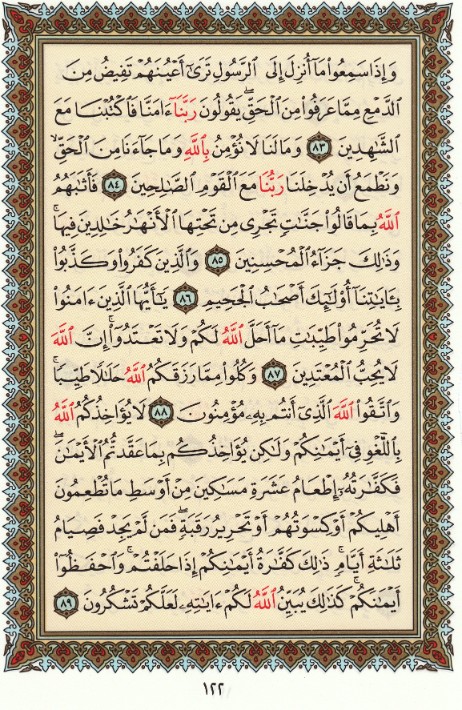 وَإِذَا سَمِعُوا۟ مَآ أُنزِلَ إِلَى ٱلرَّسُولِ تَرَىٰٓ أَعْيُنَهُمْ تَفِيضُ مِنَ
ٱلدَّمْعِ مِمَّا عَرَفُوا۟ مِنَ ٱلْحَقِّ ۖ يَقُولُونَ رَبَّنَآ ءَامَنَّا فَٱكْتُبْنَا مَعَ
ٱلشَّٰهِدِينَ ٨٣ وَمَا لَنَا لَا نُؤْمِنُ بِٱللَّهِ وَمَا جَآءَنَا مِنَ ٱلْحَقِّ
وَنَطْمَعُ أَن يُدْخِلَنَا رَبُّنَا مَعَ ٱلْقَوْمِ ٱلصَّٰلِحِينَ ٨٤ فَأَثَٰبَهُمُ
ٱللَّهُ بِمَا قَالُوا۟ جَنَّٰتٍ تَجْرِى مِن تَحْتِهَا ٱلْأَنْهَٰرُ خَٰلِدِينَ فِيهَا ۚ
وَذَٰلِكَ جَزَآءُ ٱلْمُحْسِنِينَ ٨٥ وَٱلَّذِينَ كَفَرُوا۟ وَكَذَّبُوا۟
بِـَٔايَٰتِنَآ أُو۟لَٰٓئِكَ أَصْحَٰبُ ٱلْجَحِيمِ ٨٦ يَٰٓأَيُّهَا ٱلَّذِينَ ءَامَنُوا۟
لَا تُحَرِّمُوا۟ طَيِّبَٰتِ مَآ أَحَلَّ ٱللَّهُ لَكُمْ وَلَا تَعْتَدُوٓا۟ ۚ إِنَّ ٱللَّهَ
لَا يُحِبُّ ٱلْمُعْتَدِينَ ٨٧ وَكُلُوا۟ مِمَّا رَزَقَكُمُ ٱللَّهُ حَلَٰلًا طَيِّبًا ۚ
وَٱتَّقُوا۟ ٱللَّهَ ٱلَّذِىٓ أَنتُم بِهِۦ مُؤْمِنُونَ ٨٨ لَا يُؤَاخِذُكُمُ ٱللَّهُ
بِٱللَّغْوِ فِىٓ أَيْمَٰنِكُمْ وَلَٰكِن يُؤَاخِذُكُم بِمَا عَقَّدتُّمُ ٱلْأَيْمَٰنَ ۖ
فَكَفَّٰرَتُهُۥٓ إِطْعَامُ عَشَرَةِ مَسَٰكِينَ مِنْ أَوْسَطِ مَا تُطْعِمُونَ
أَهْلِيكُمْ أَوْ كِسْوَتُهُمْ أَوْ تَحْرِيرُ رَقَبَةٍ ۖ فَمَن لَّمْ يَجِدْ فَصِيَامُ
ثَلَٰثَةِ أَيَّامٍ ۚ ذَٰلِكَ كَفَّٰرَةُ أَيْمَٰنِكُمْ إِذَا حَلَفْتُمْ ۚ وَٱحْفَظُوٓا۟
أَيْمَٰنَكُمْ ۚ كَذَٰلِكَ يُبَيِّنُ ٱللَّهُ لَكُمْ ءَايَٰتِهِۦ لَعَلَّكُمْ تَشْكُرُونَ ٨٩
١٢٢